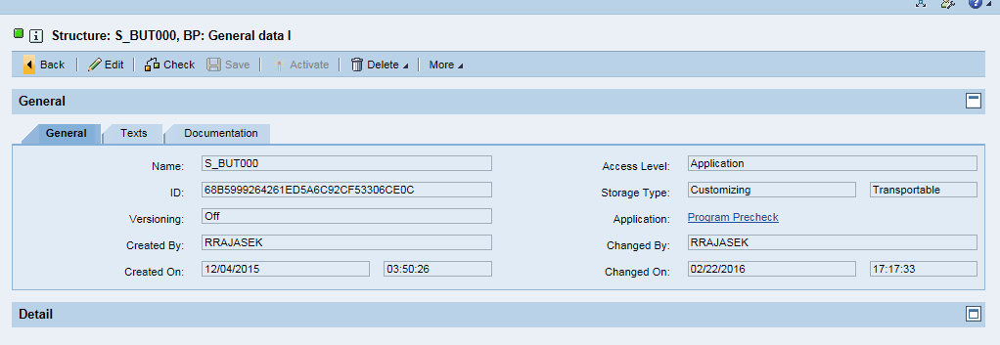 Structure: S_BUT000, BP: General data I
Back Edit Check Save Activate Delete More
General
General Texts Documentation
Name: S_BUT000 Access Level: Application
ID: 68B5999264261ED5A6C92CF53306CE0C Storage Type: Customizing Transportable
Versioning: Off Application: Program Precheck
Created By: RRAJASEK Changed By: RRAJASEK
Created On: 12/04/2015 03:50:26 Changed On: 02/22/2016 17:17:33
Detail